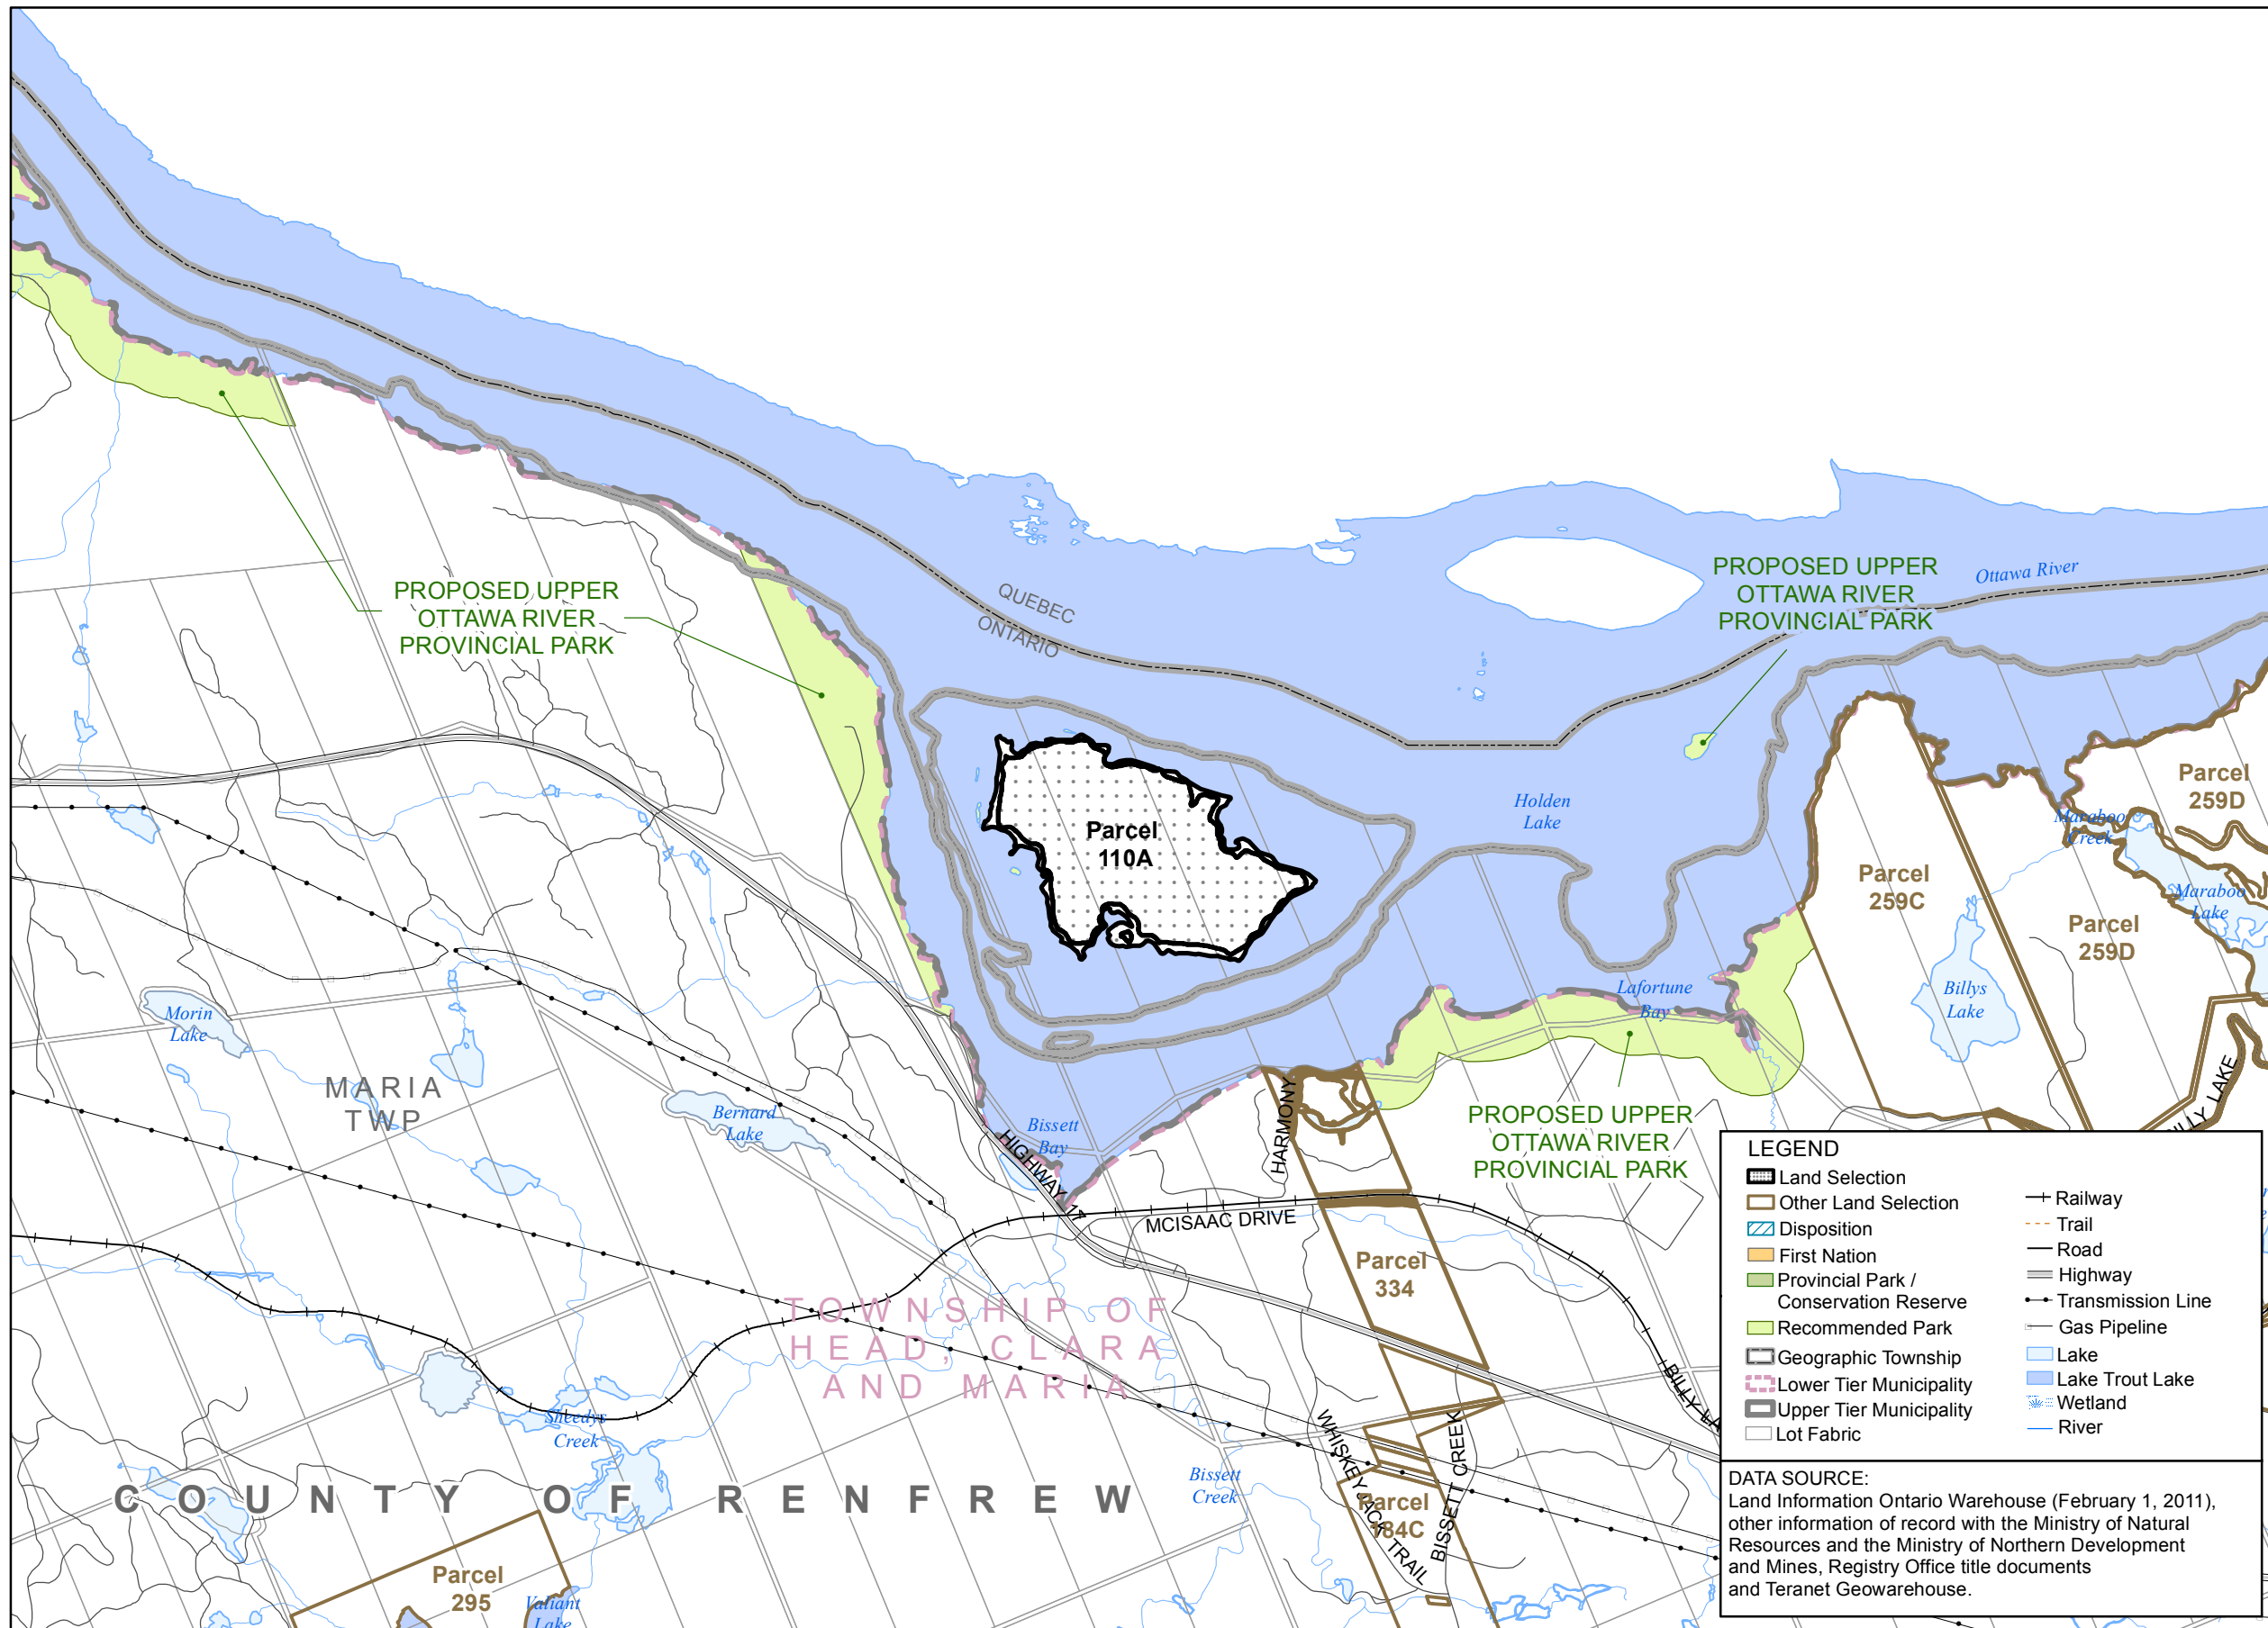 PROPOSED UPPER
OTTAWA RIVER
PROVINCIAL PARK
QUEBEC
ONTARIO
PROPOSED UPPER
OTTAWA RIVER
PROVINCIAL PARK
Ottawa River
Parcel
110A
Holden
Lake
Parcel
259D
Maraboo
Creek
Maraboo
Lake
Parcel
259C
Parcel
259D
Billys
Lake
Lafortune
Bay
Morin
Lake
MARIA
TWP
Bernard
Lake
Bissett
Bay
HIGHWAY 17
HARMONY
MCISAAC DRIVE
PROPOSED UPPER
OTTAWA RIVER
PROVINCIAL PARK
Parcel
334
TOWNSHIP OF
HEAD, CLARA
AND MARIA
Sheedys
Creek
COUNTY OF RENFREW
Bissett
Creek
WHISKEYJACK TRAIL
BISSETT CREEK
Parcel
184C
Parcel
295
Valiant
Lake
LEGEND
Land Selection
Other Land Selection
Disposition
First Nation
Provincial Park /
Conservation Reserve
Recommended Park
Geographic Township
Lower Tier Municipality
Upper Tier Municipality
Lot Fabric
Railway
Trail
Road
Highway
Transmission Line
Gas Pipeline
Lake
Lake Trout Lake
Wetland
River
DATA SOURCE:
Land Information Ontario Warehouse (February 1, 2011),
other information of record with the Ministry of Natural
Resources and the Ministry of Northern Development
and Mines, Registry Office title documents
and Teranet Geowarehouse.